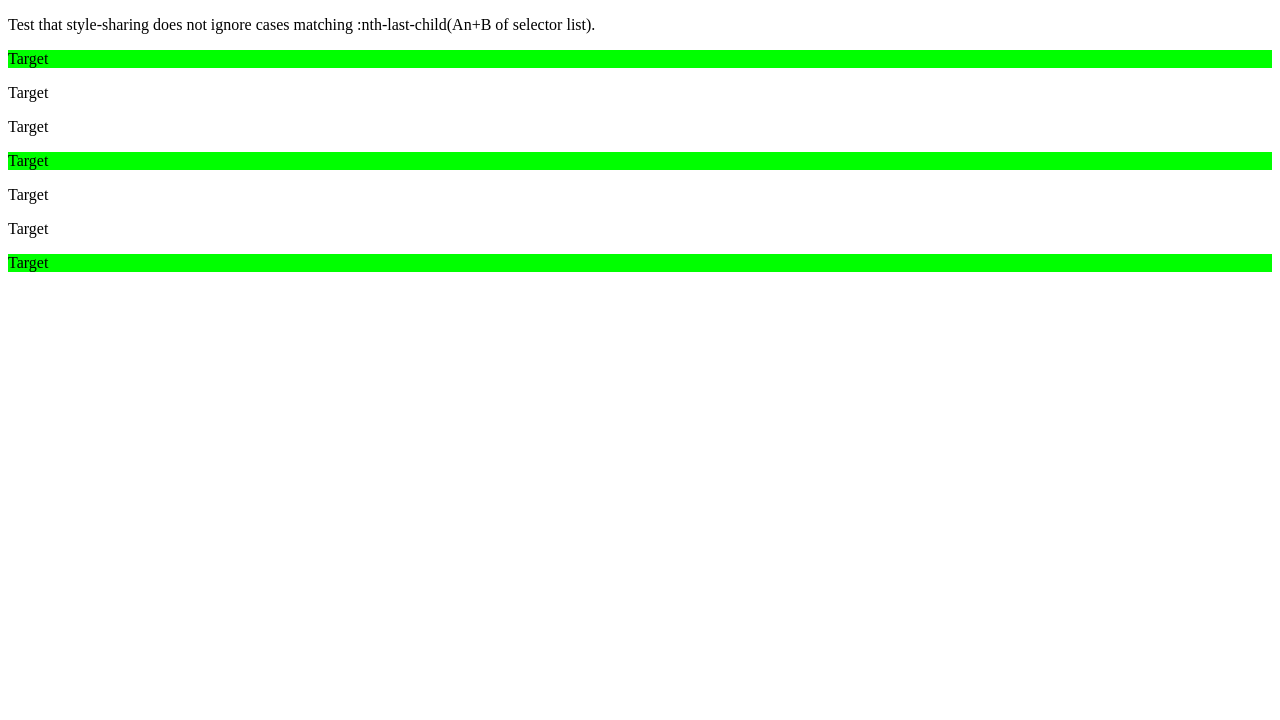 Test that style-sharing does not ignore cases matching :nth-last-child(An+B of selector list).
Target
Target
Target
Target
Target
Target
Target